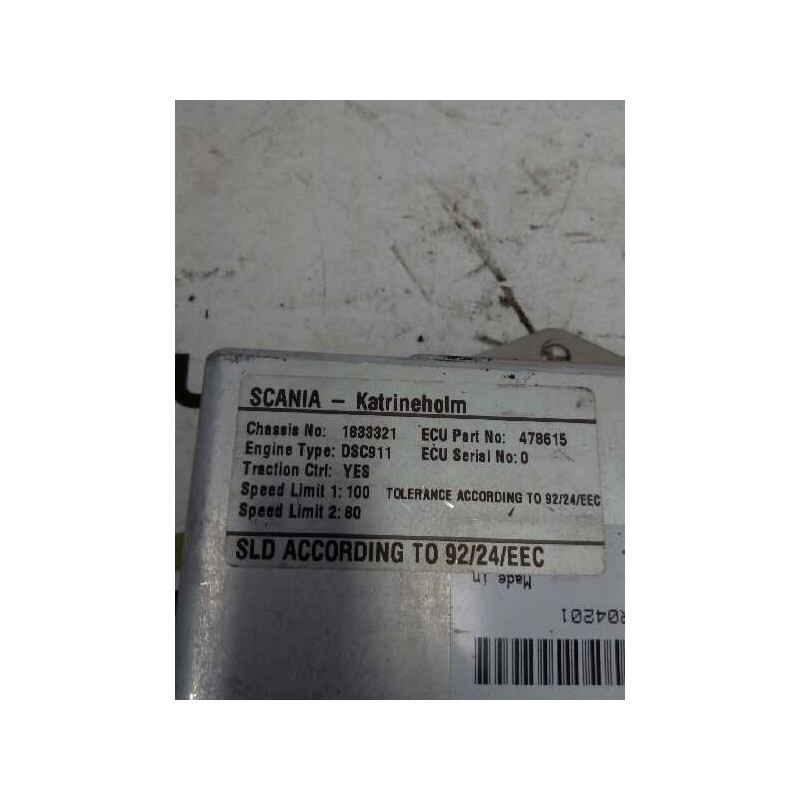 SCANIA - Katrineholm
Chassis No: 1833321 ECU Part No: 478615
Engine Type: DSC911 ECU Serial No: 0
Traction Ctrl: YES
Speed Limit 1: 100 TOLERANCE ACCORDING TO 92/24/EEC
Speed Limit 2: 80
SLD ACCORDING TO 92/24/EEC
Made in
R04201